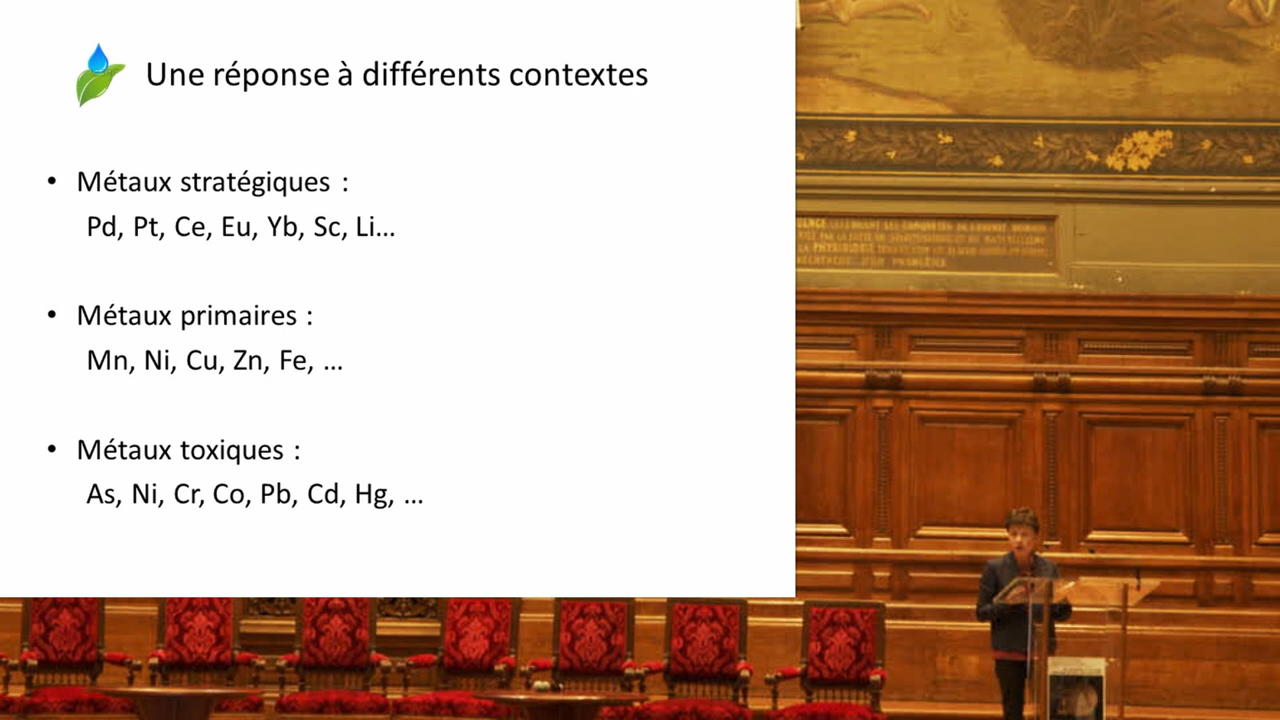 Une réponse à différents contextes
• Métaux stratégiques :
Pd, Pt, Ce, Eu, Yb, Sc, Li...
• Métaux primaires :
Mn, Ni, Cu, Zn, Fe, ...
• Métaux toxiques :
As, Ni, Cr, Co, Pb, Cd, Hg, ...